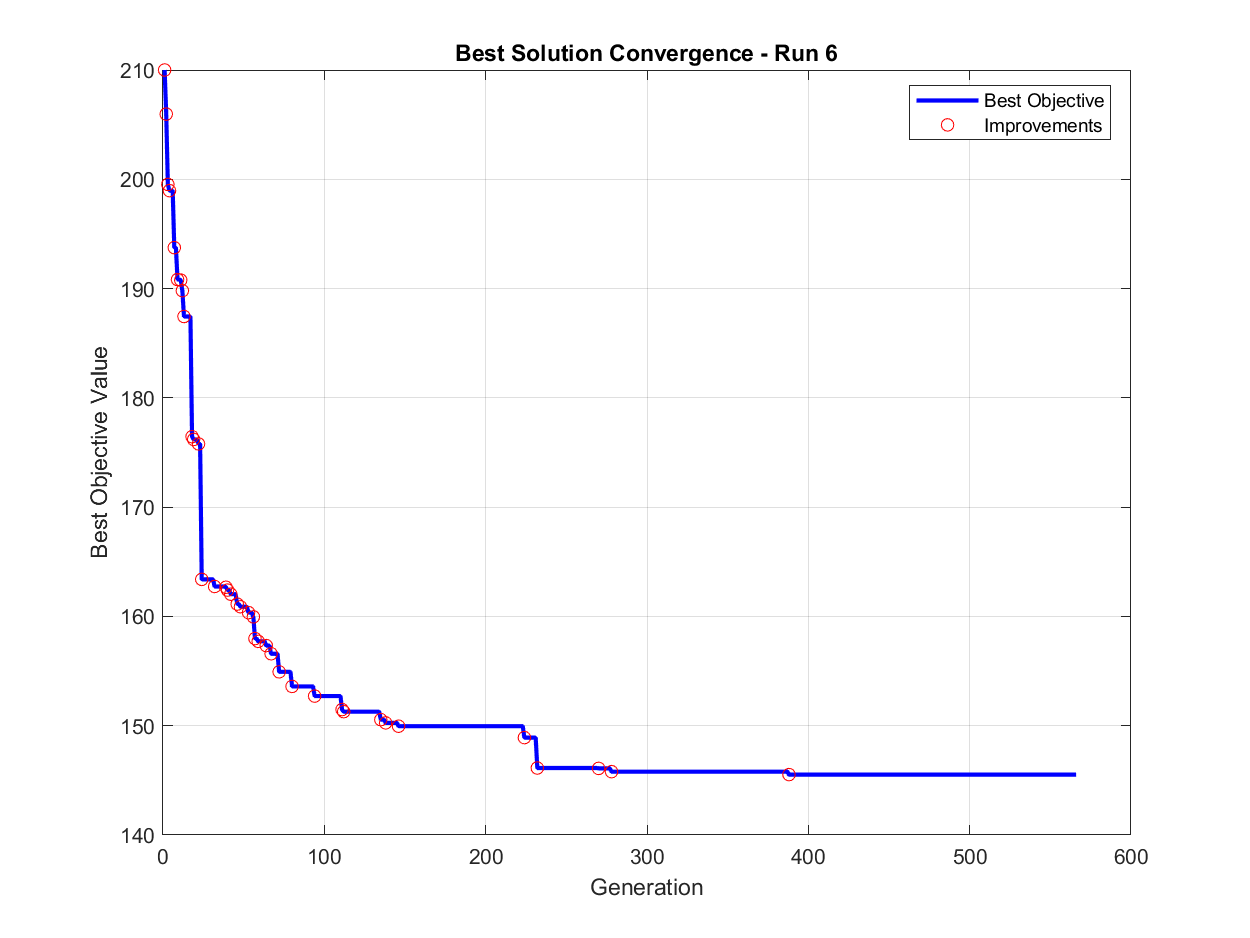 Best Solution Convergence - Run 6
Best Objective
Improvements
Best Objective Value
210
200
190
180
170
160
150
140
0 100 200 300 400 500 600
Generation